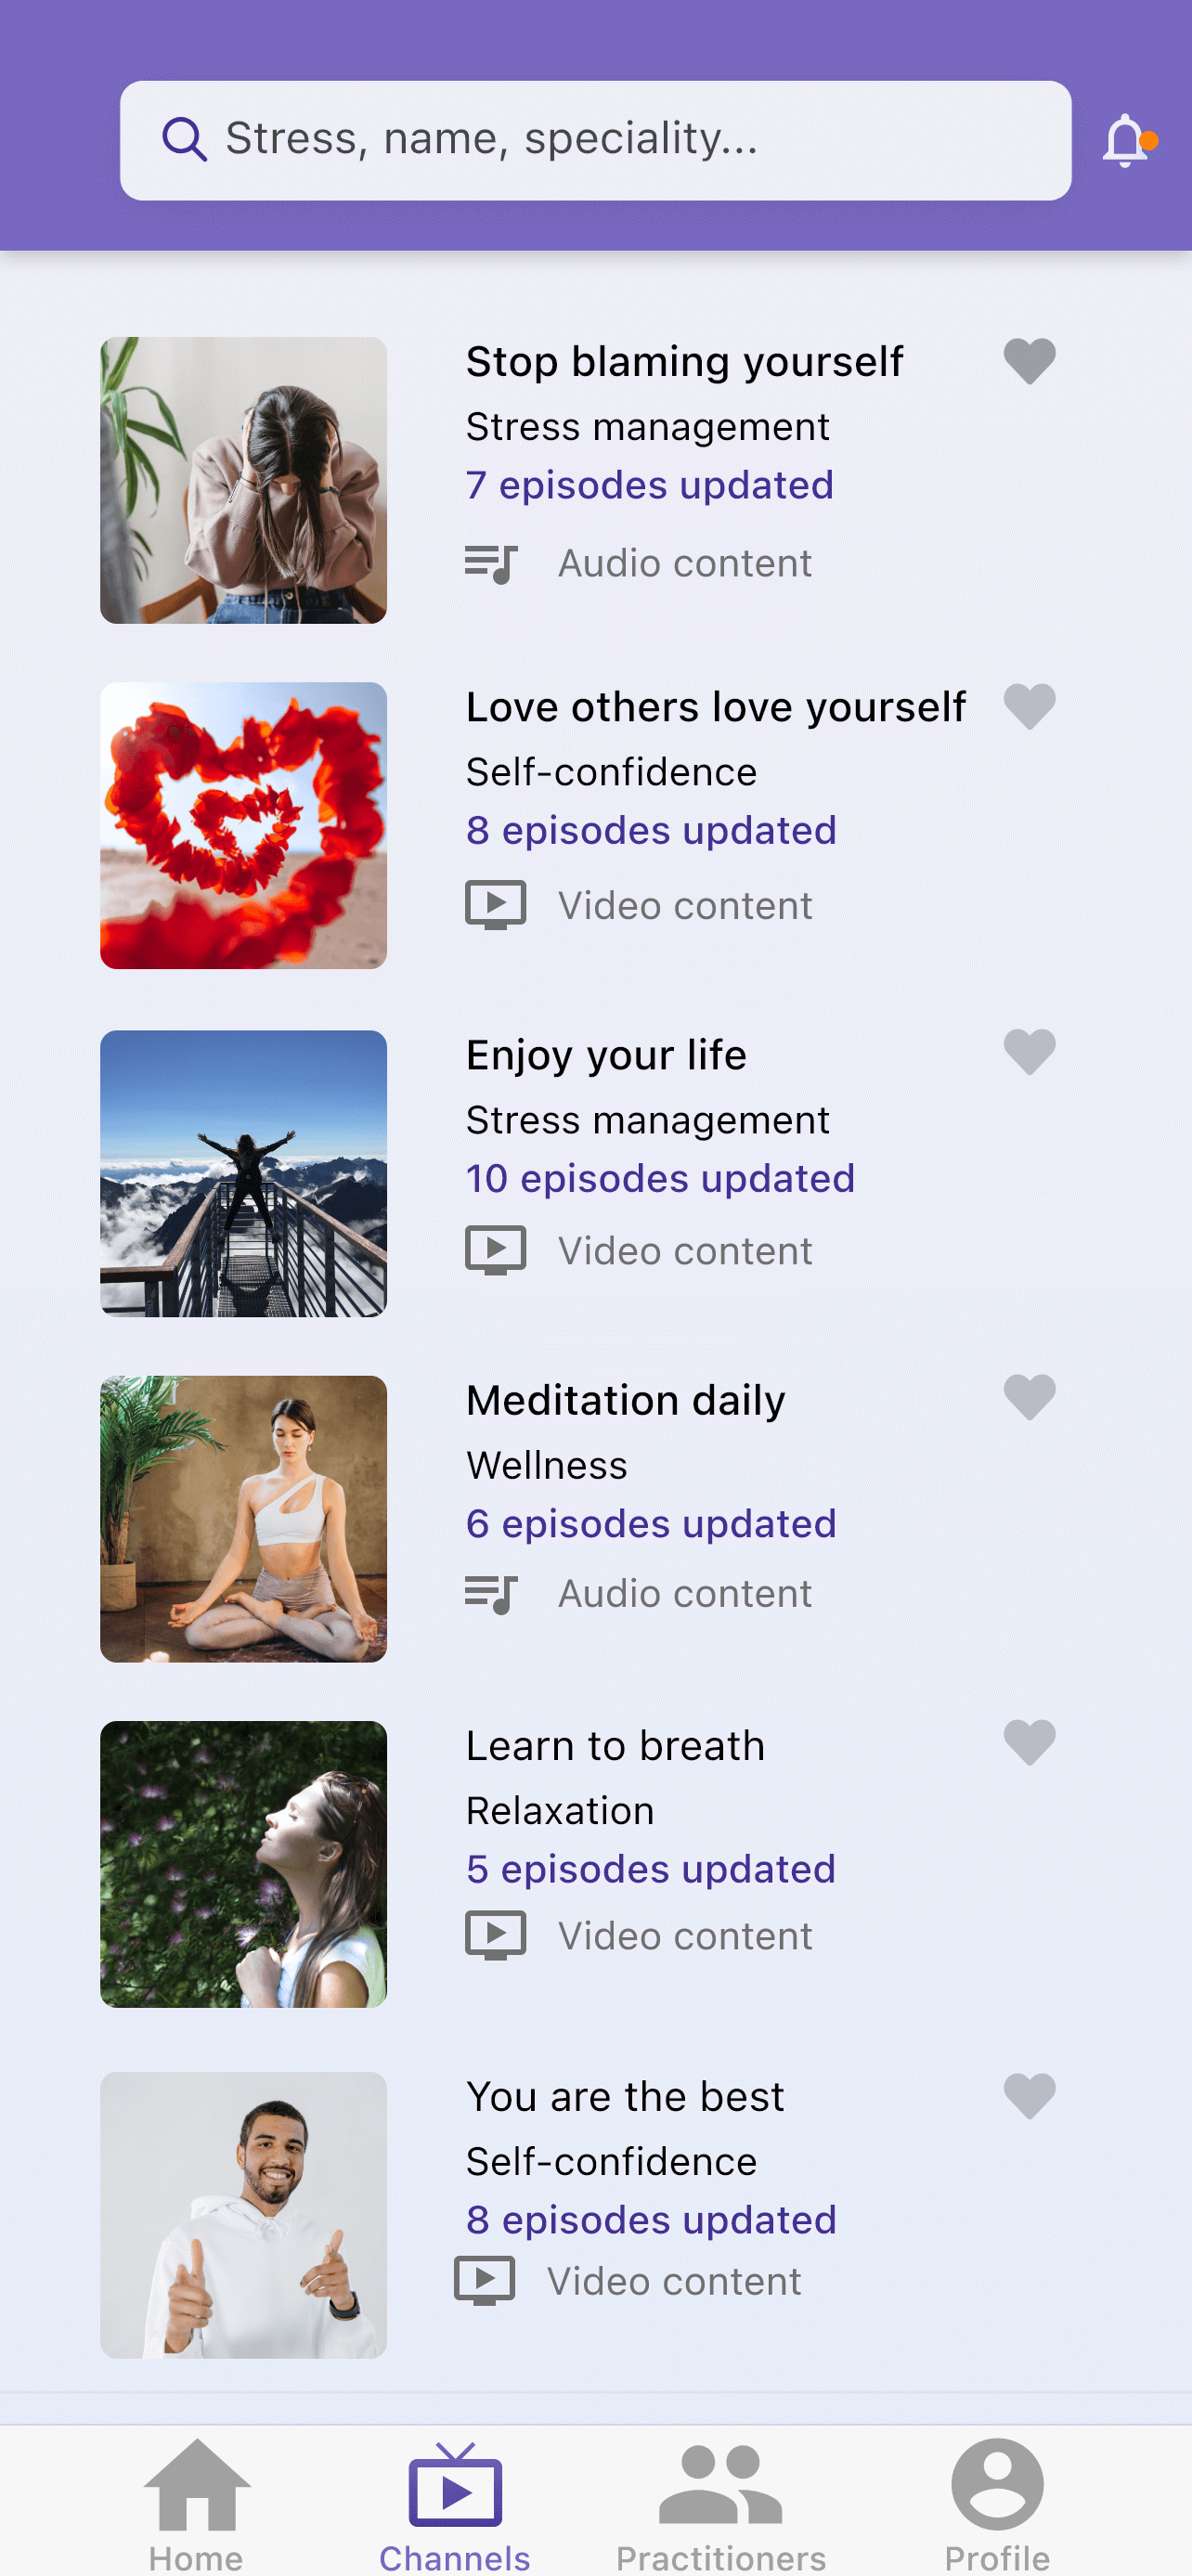 Stress, name, speciality...
Stop blaming yourself
Stress management
7 episodes updated
Audio content
Love others love yourself
Self-confidence
8 episodes updated
Video content
Enjoy your life
Stress management
10 episodes updated
Video content
Meditation daily
Wellness
6 episodes updated
Audio content
Learn to breath
Relaxation
5 episodes updated
Video content
You are the best
Self-confidence
8 episodes updated
Video content
Home Channels Practitioners Profile